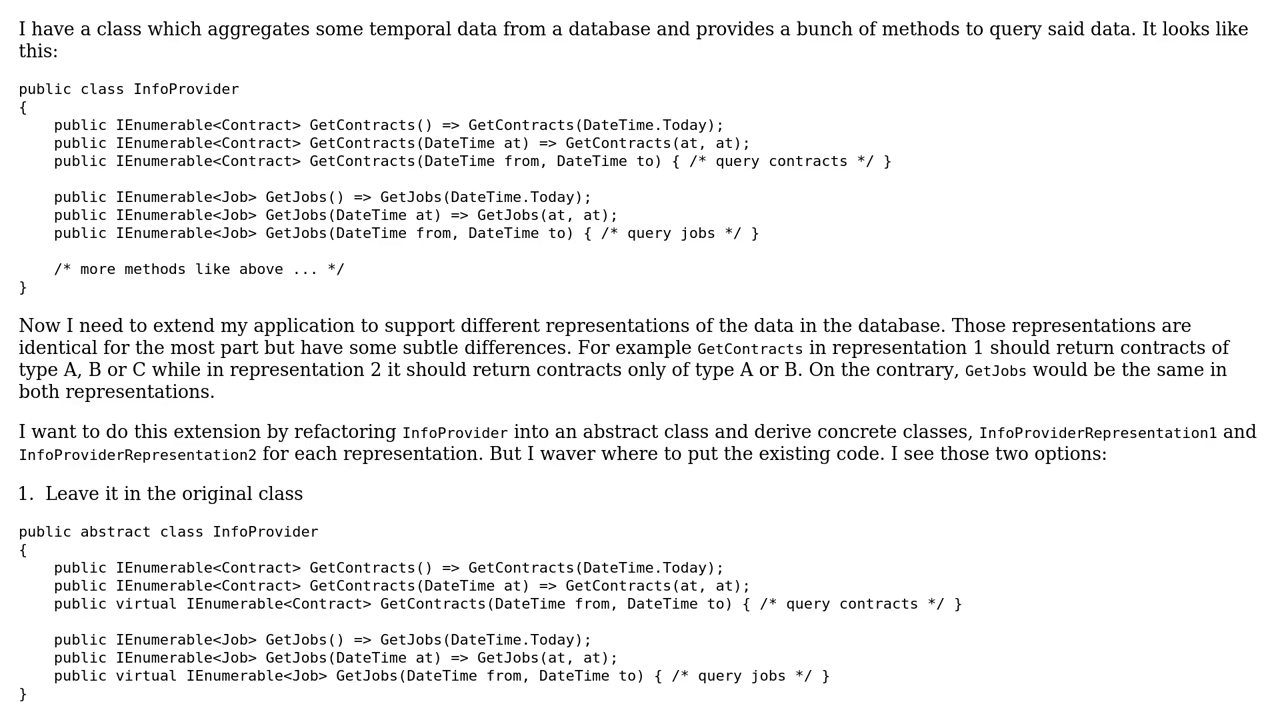 I have a class which aggregates some temporal data from a database and provides a bunch of methods to query said data. It looks like
this:
public class InfoProvider
{
    public IEnumerable<Contract> GetContracts() => GetContracts(DateTime.Today);
    public IEnumerable<Contract> GetContracts(DateTime at) => GetContracts(at, at);
    public IEnumerable<Contract> GetContracts(DateTime from, DateTime to) { /* query contracts */ }
    public IEnumerable<Job> GetJobs() => GetJobs(DateTime.Today);
    public IEnumerable<Job> GetJobs(DateTime at) => GetJobs(at, at);
    public IEnumerable<Job> GetJobs(DateTime from, DateTime to) { /* query jobs */ }
    /* more methods like above ... */
}
Now I need to extend my application to support different representations of the data in the database. Those representations are
identical for the most part but have some subtle differences. For example GetContracts in representation 1 should return contracts of
type A, B or C while in representation 2 it should return contracts only of type A or B. On the contrary, GetJobs would be the same in
both representations.
I want to do this extension by refactoring InfoProvider into an abstract class and derive concrete classes, InfoProviderRepresentation1 and
InfoProviderRepresentation2 for each representation. But I waver where to put the existing code. I see those two options:
1. Leave it in the original class
public abstract class InfoProvider
{
    public IEnumerable<Contract> GetContracts() => GetContracts(DateTime.Today);
    public IEnumerable<Contract> GetContracts(DateTime at) => GetContracts(at, at);
    public virtual IEnumerable<Contract> GetContracts(DateTime from, DateTime to) { /* query contracts */ }
    public IEnumerable<Job> GetJobs() => GetJobs(DateTime.Today);
    public IEnumerable<Job> GetJobs(DateTime at) => GetJobs(at, at);
    public virtual IEnumerable<Job> GetJobs(DateTime from, DateTime to) { /* query jobs */ }
}